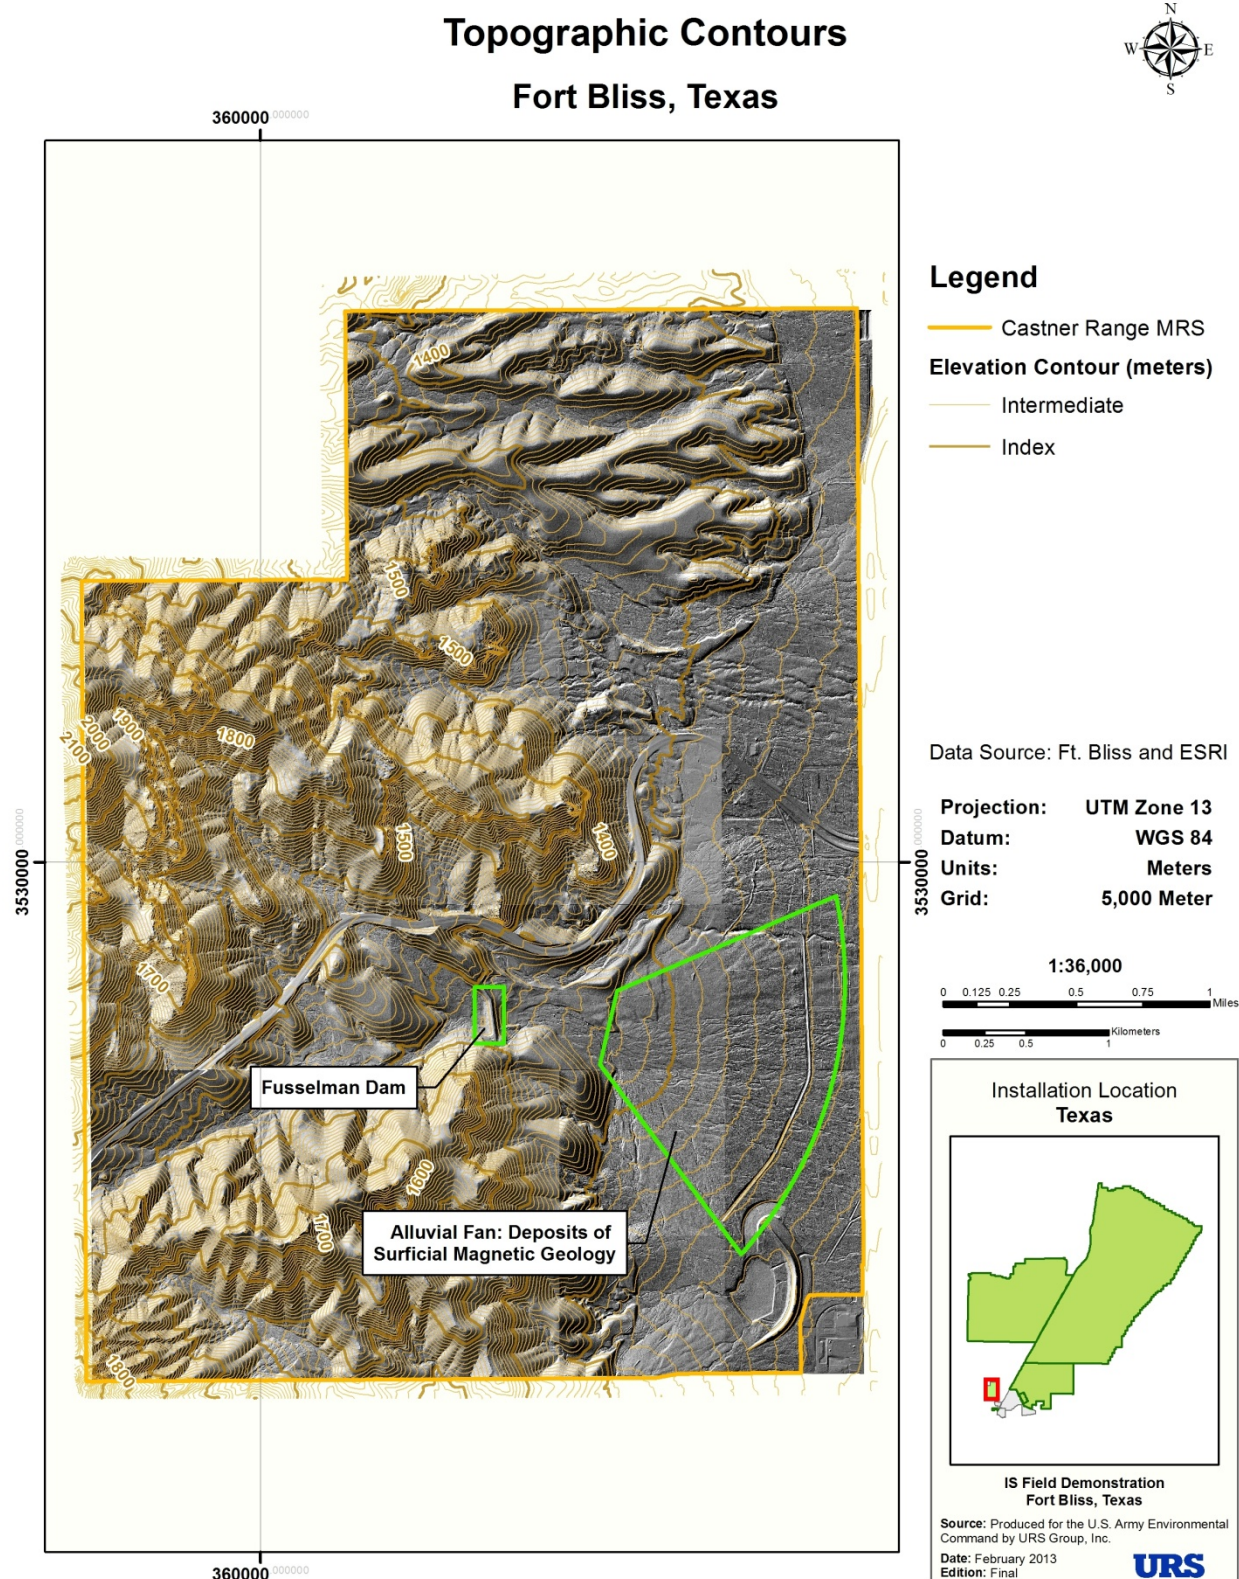 Topographic Contours
Fort Bliss, Texas
N
W E
S
360000 .000000
Legend
Castner Range MRS
Elevation Contour (meters)
Intermediate
Index
1400
1500
1500
1900
2000
2100
1800
1500
1400
1700
1600
1700
1800
3530000 .000000
3530000 .000000
Fusselman Dam
Alluvial Fan: Deposits of
Surficial Magnetic Geology
Data Source: Ft. Bliss and ESRI
Projection: UTM Zone 13
Datum: WGS 84
Units: Meters
Grid: 5,000 Meter
1:36,000
0 0.125 0.25 0.5 0.75 1
Miles
Kilometers
0 0.25 0.5 1
Installation Location
Texas
IS Field Demonstration
Fort Bliss, Texas
Source: Produced for the U.S. Army Environmental
Command by URS Group, Inc.
Date: February 2013
Edition: Final
URS
360000 .000000